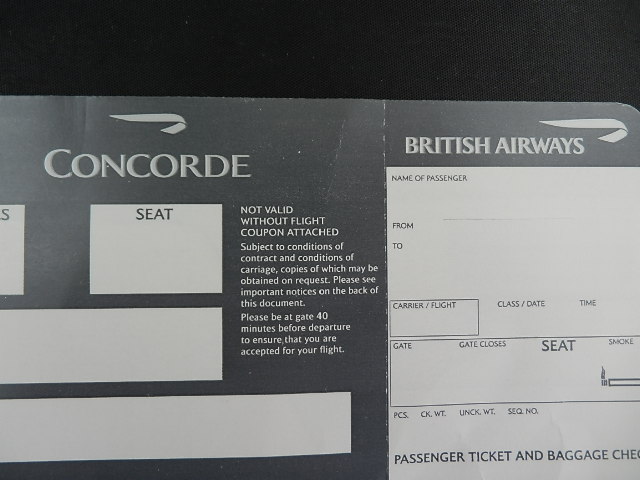 CONCORDE
SEAT
NOT VALID
WITHOUT FLIGHT
COUPON ATTACHED
Subject to conditions of
contract and conditions of
carriage, copies of which may be
obtained on request. Please see
important notices on the back of
this document.
Please be at gate 40
minutes before departure
to ensure that you are
accepted for your flight.
BRITISH AIRWAYS
NAME OF PASSENGER
FROM
TO
CARRIER / FLIGHT CLASS / DATE TIME
GATE GATE CLOSES SEAT SMOKE
PCS. CK. WT. UNCK. WT. SEQ. NO.
PASSENGER TICKET AND BAGGAGE CHEC